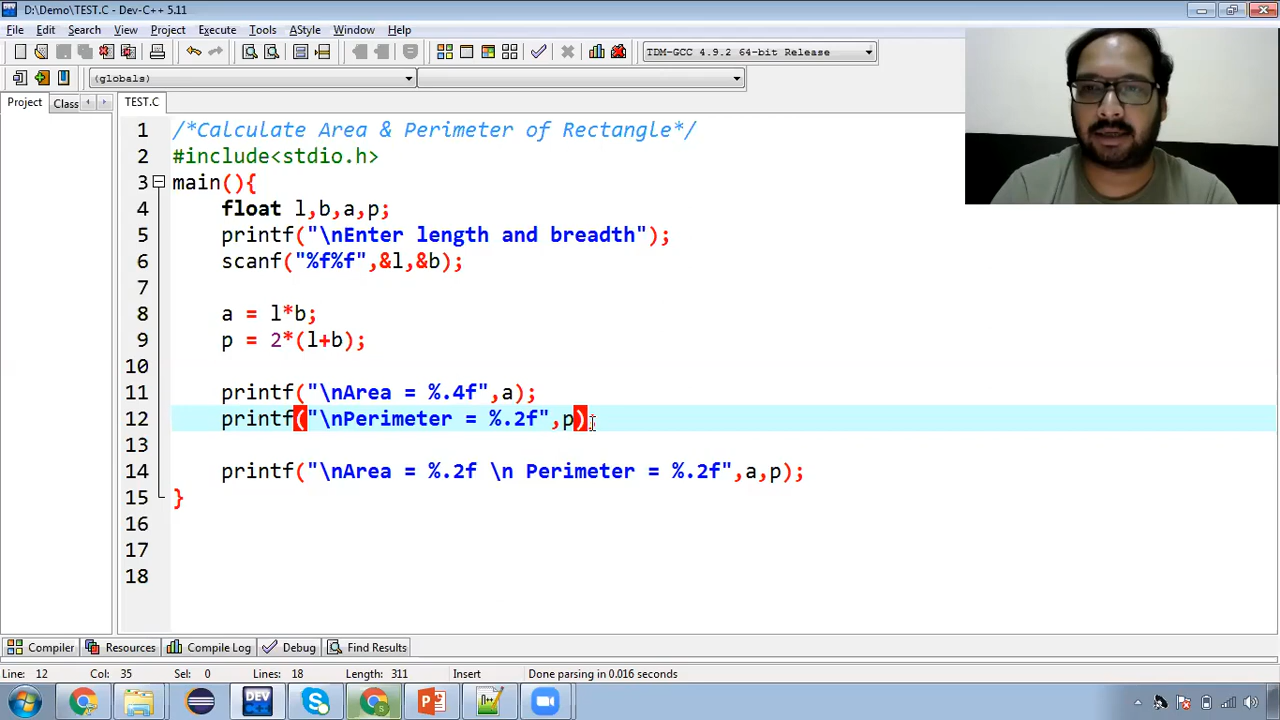 D:\Demo\TEST.C - Dev-C++ 5.11
File Edit Search View Project Execute Tools AStyle Window Help
TDM-GCC 4.9.2 64-bit Release
(globals)
Project Class TEST.C
1 /*Calculate Area & Perimeter of Rectangle*/
2 #include<stdio.h>
3 main(){
4 float l,b,a,p;
5 printf("\nEnter length and breadth");
6 scanf("%f%f",&l,&b);
7
8 a = l*b;
9 p = 2*(l+b);
10
11 printf("\nArea = %.4f",a);
12 printf("\nPerimeter = %.2f",p);
13
14 printf("\nArea = %.2f \n Perimeter = %.2f",a,p);
15 }
16
17
18
Compiler Resources Compile Log Debug Find Results
Line: 12 Col: 35 Sel: 0 Lines: 18 Length: 311 Insert Done parsing in 0.016 seconds
DEV C++ S P